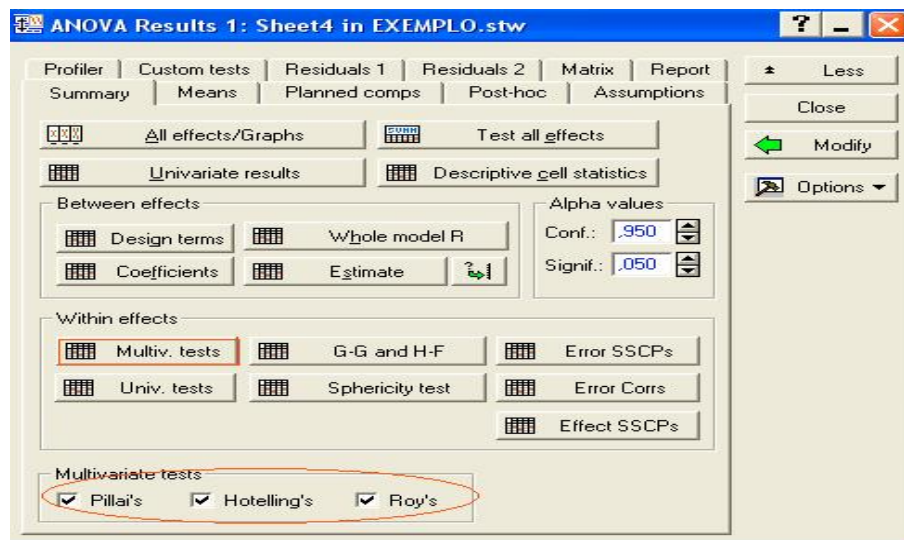 ANOVA Results 1: Sheet4 in EXEMPLO.stw
Profiler Custom tests Residuals 1 Residuals 2 Matrix Report
Summary Means Planned comps Post-hoc Assumptions
All effects/Graphs Test all effects
Univariate results Descriptive cell statistics
Between effects
Design terms Whole model R
Coefficients Estimate
Alpha values
Conf.: ,950
Signif.: ,050
Within effects
Multiv. tests G-G and H-F Error SSCPs
Univ. tests Sphericity test Error Corrs
Effect SSCPs
Multivariate tests
Pillai's Hotelling's Roy's
Less
Close
Modify
Options